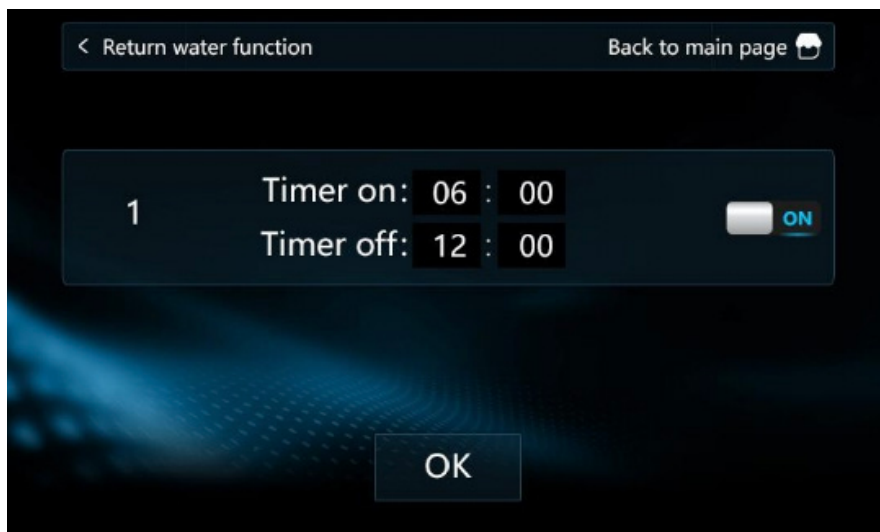 < Return water function Back to main page
1
Timer on: 06 : 00
Timer off: 12 : 00
ON
OK